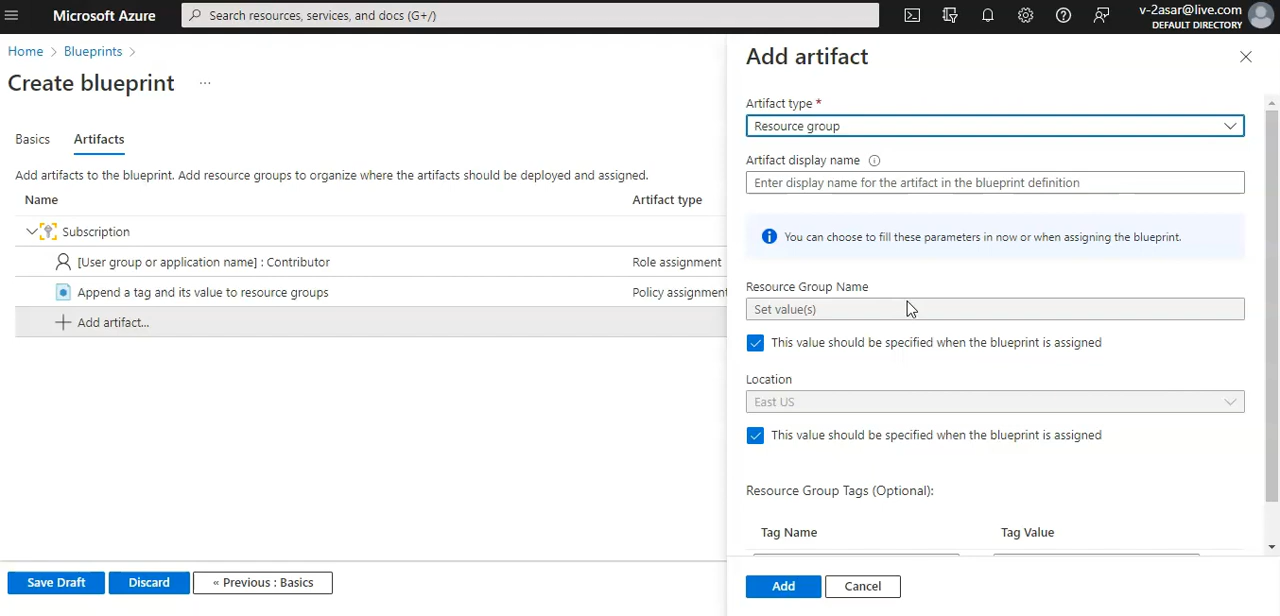 Microsoft Azure
Search resources, services, and docs (G+/)
v-2asar@live.com
DEFAULT DIRECTORY
Home > Blueprints >
Create blueprint ...
Basics Artifacts
Add artifacts to the blueprint. Add resource groups to organize where the artifacts should be deployed and assigned.
Name Artifact type
Subscription
[User group or application name] : Contributor Role assignment
Append a tag and its value to resource groups Policy assignment
Add artifact...
Save Draft Discard « Previous : Basics
Add artifact
Artifact type *
Resource group
Artifact display name
Enter display name for the artifact in the blueprint definition
You can choose to fill these parameters in now or when assigning the blueprint.
Resource Group Name
Set value(s)
This value should be specified when the blueprint is assigned
Location
East US
This value should be specified when the blueprint is assigned
Resource Group Tags (Optional):
Tag Name Tag Value
Add Cancel